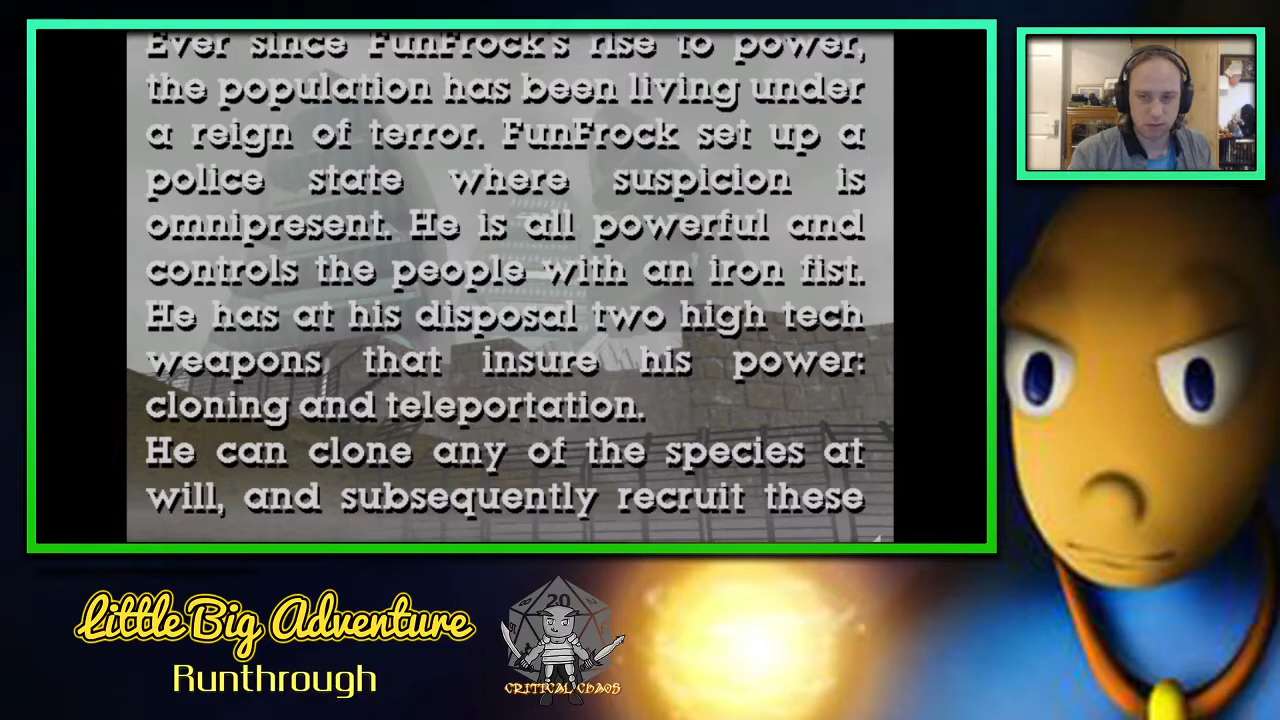 Ever since FunFrock's rise to power,
the population has been living under
a reign of terror. FunFrock set up a
police state where suspicion is
omnipresent. He is all powerful and
controls the people with an iron fist.
He has at his disposal two high tech
weapons that insure his power:
cloning and teleportation.
He can clone any of the species at
will, and subsequently recruit these
Little Big Adventure
Runthrough
20
CRITICAL CHAOS